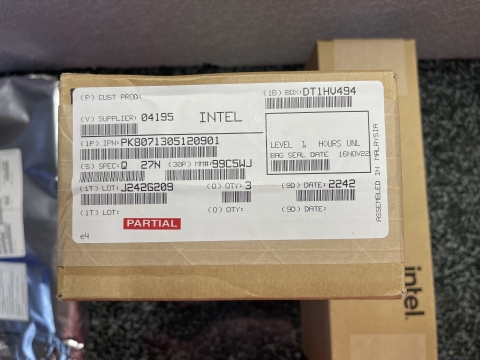 (P) CUST PROD:
(1B) BOX: DT1HV494
(V) SUPPLIER: 04195 INTEL
(1P) IPN: PK8071305120901
(S) SPEC: Q 27N (30R) MM#: 99C5WJ
LEVEL 1 HOURS UNL
BAG SEAL DATE 16NOV22
(1T) LOT: J242G209 (Q) QTY: 3 (9D) DATE: 2242
(1T) LOT: (Q) QTY: (9D) DATE:
PARTIAL
e4
ASSEMBLED IN MALAYSIA
intel.